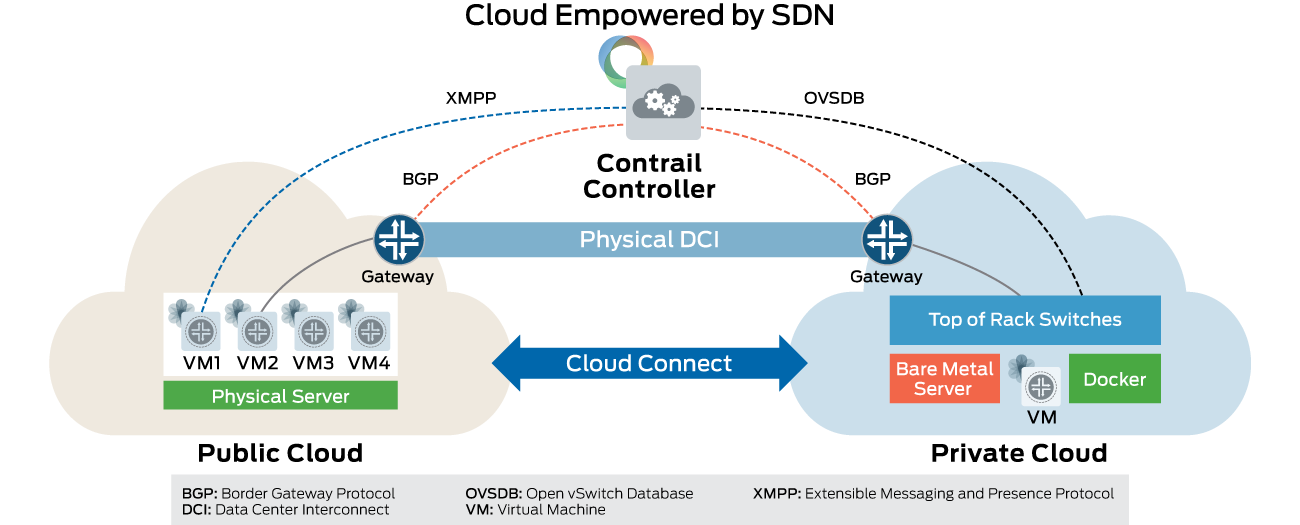 Cloud Empowered by SDN
XMPP
OVSDB
Contrail
Controller
BGP
BGP
Physical DCI
Gateway
Gateway
VM1
VM2
VM3
VM4
Physical Server
Cloud Connect
Top of Rack Switches
Bare Metal
Server
VM
Docker
Public Cloud
Private Cloud
BGP: Border Gateway Protocol
DCI: Data Center Interconnect
OVSDB: Open vSwitch Database
VM: Virtual Machine
XMPP: Extensible Messaging and Presence Protocol